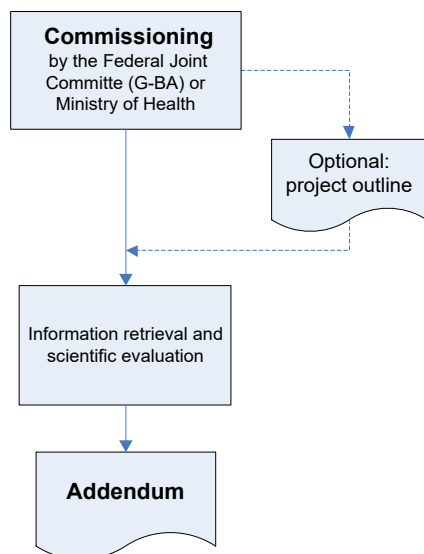 Commissioning
by the Federal Joint
Committe (G-BA) or
Ministry of Health
Optional:
project outline
Information retrieval and
scientific evaluation
Addendum